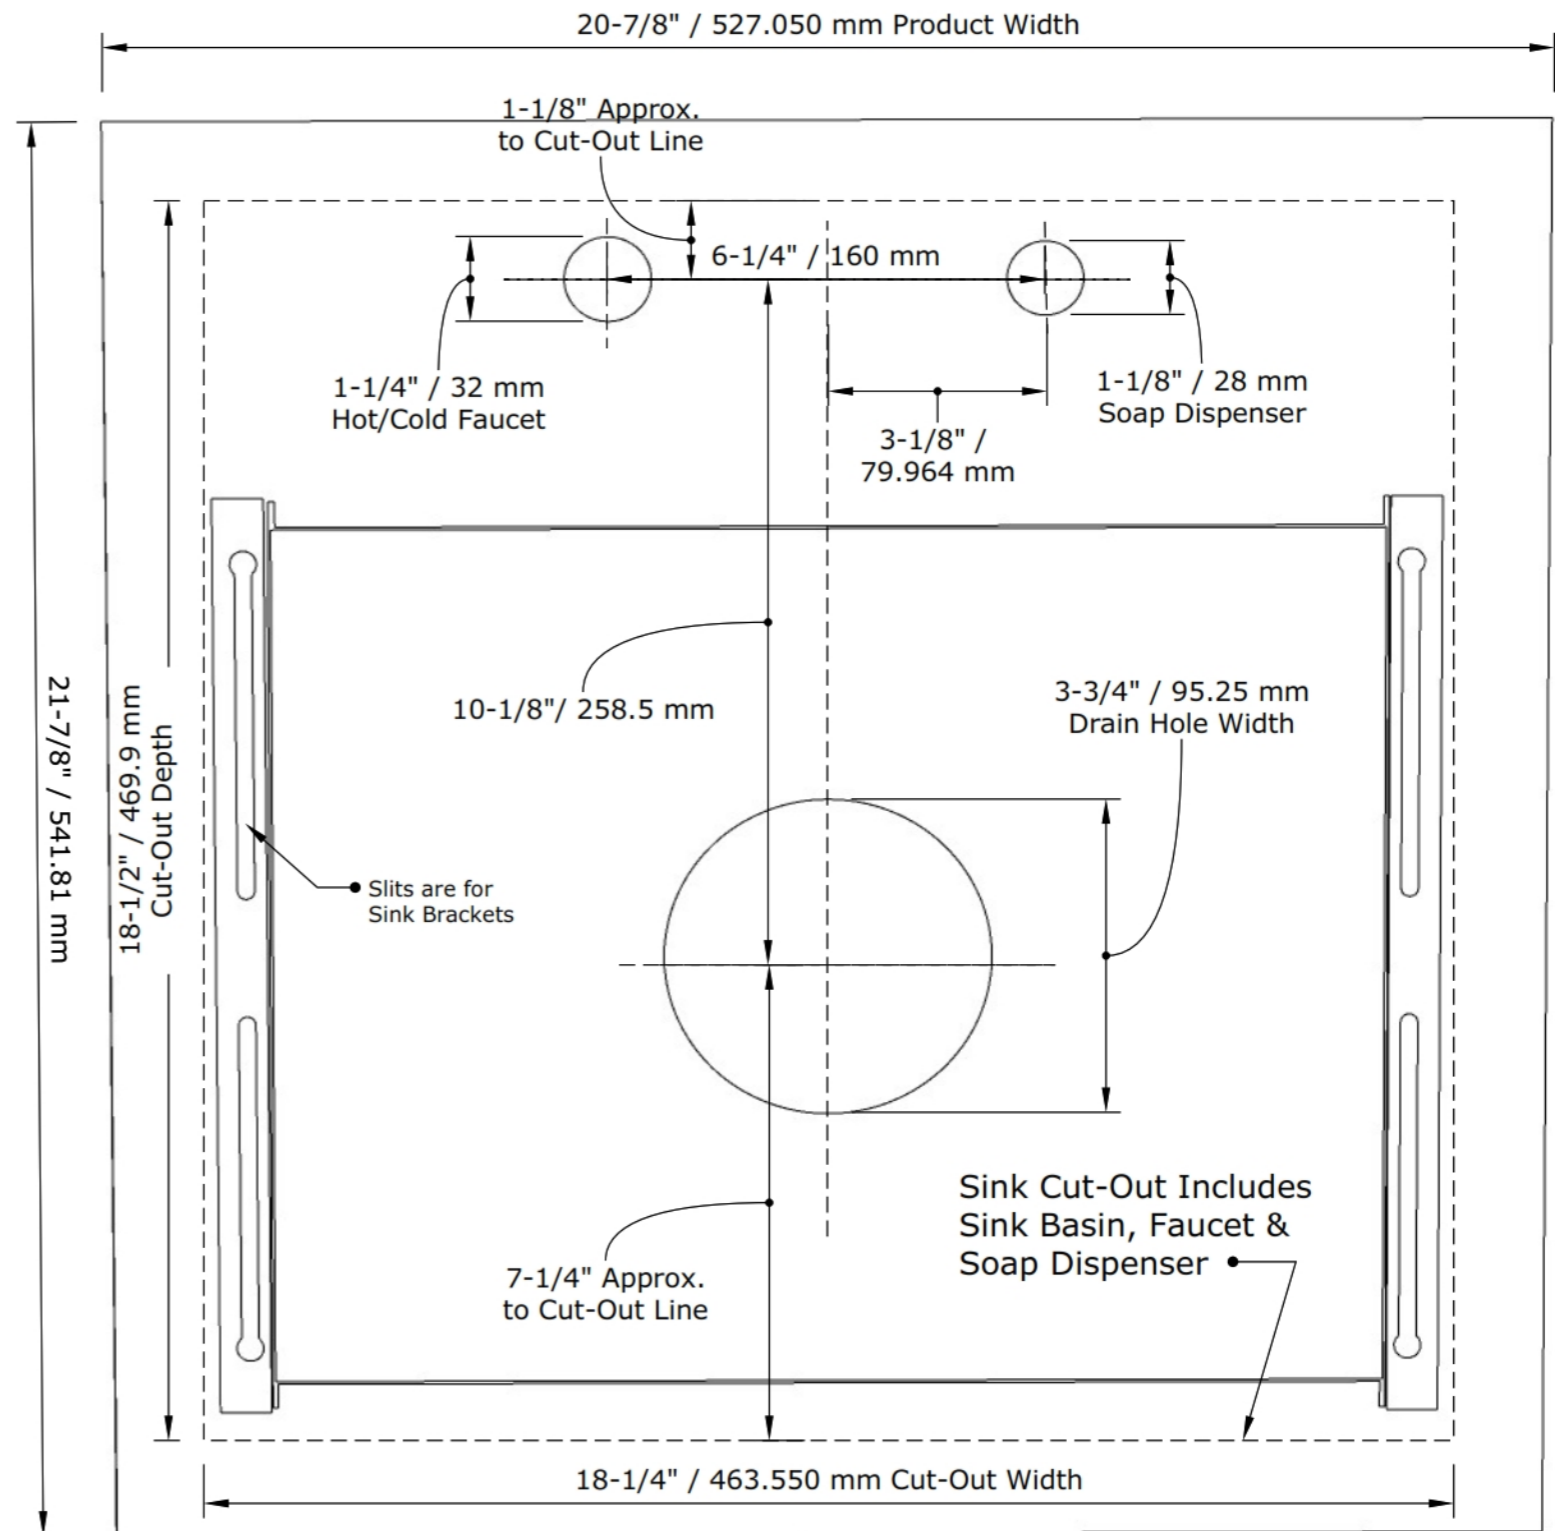 20-7/8" / 527.050 mm Product Width
1-1/8" Approx.
to Cut-Out Line
6-1/4" / 160 mm
1-1/4" / 32 mm
Hot/Cold Faucet
1-1/8" / 28 mm
Soap Dispenser
3-1/8" /
79.964 mm
21-7/8" / 541.81 mm
18-1/2" / 469.9 mm
Cut-Out Depth
10-1/8"/ 258.5 mm
3-3/4" / 95.25 mm
Drain Hole Width
Slits are for
Sink Brackets
Sink Cut-Out Includes
Sink Basin, Faucet &
Soap Dispenser
7-1/4" Approx.
to Cut-Out Line
18-1/4" / 463.550 mm Cut-Out Width